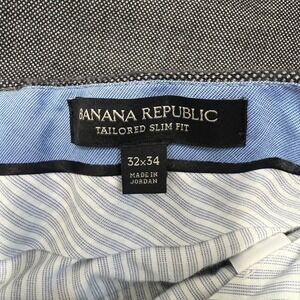 BANANA REPUBLIC
TAILORED SLIM FIT
32x34
MADE IN
JORDAN